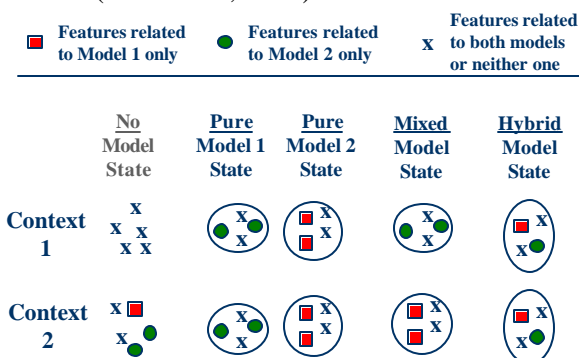 Features related
to Model 1 only
Features related
to Model 2 only
x
Features related
to both models
or neither one
No
Model
State
Pure
Model 1
State
Pure
Model 2
State
Mixed
Model
State
Hybrid
Model
State
Context
1
x
x x
x x
x
x
x
x
x
x
x
x
Context
2
x
x
x
x
x
x
x
x
x
x